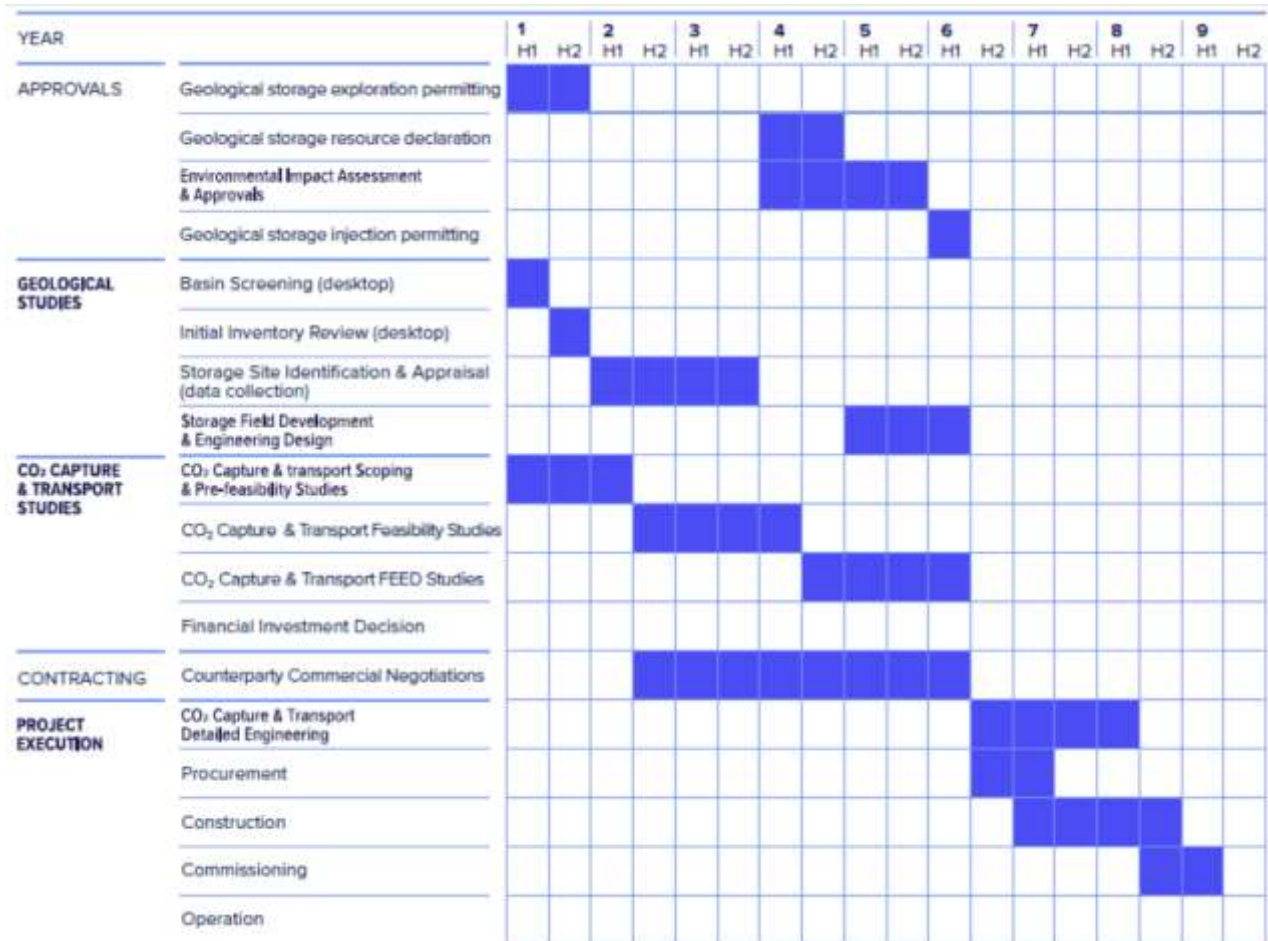 YEAR
1 2 3 4 5 6 7 8 9
H1 H2 H1 H2 H1 H2 H1 H2 H1 H2 H1 H2 H1 H2 H1 H2 H1 H2
APPROVALS
Geological storage exploration permitting
Geological storage resource declaration
Environmental Impact Assessment
& Approvals
Geological storage injection permitting
GEOLOGICAL
STUDIES
Basin Screening (desktop)
Initial Inventory Review (desktop)
Storage Site Identification & Appraisal
(data collection)
Storage Field Development
& Engineering Design
CO₂ CAPTURE
& TRANSPORT
STUDIES
CO₂ Capture & transport Scoping
& Pre-feasibility Studies
CO₂ Capture & Transport Feasibility Studies
CO₂ Capture & Transport FEED Studies
Financial Investment Decision
CONTRACTING
Counterparty Commercial Negotiations
PROJECT
EXECUTION
CO₂ Capture & Transport
Detailed Engineering
Procurement
Construction
Commissioning
Operation